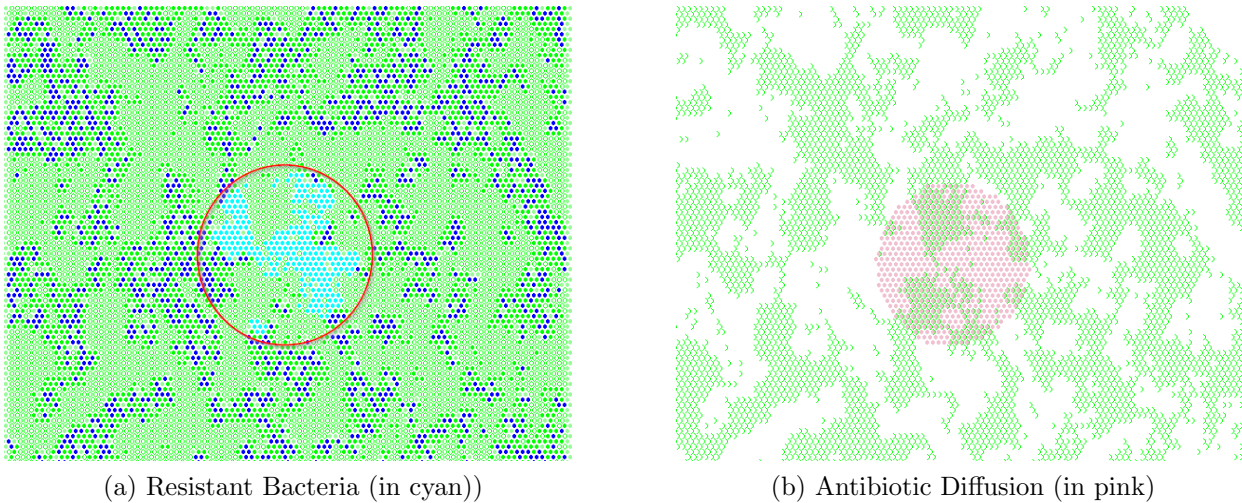 (a) Resistant Bacteria (in cyan))
(b) Antibiotic Diffusion (in pink)